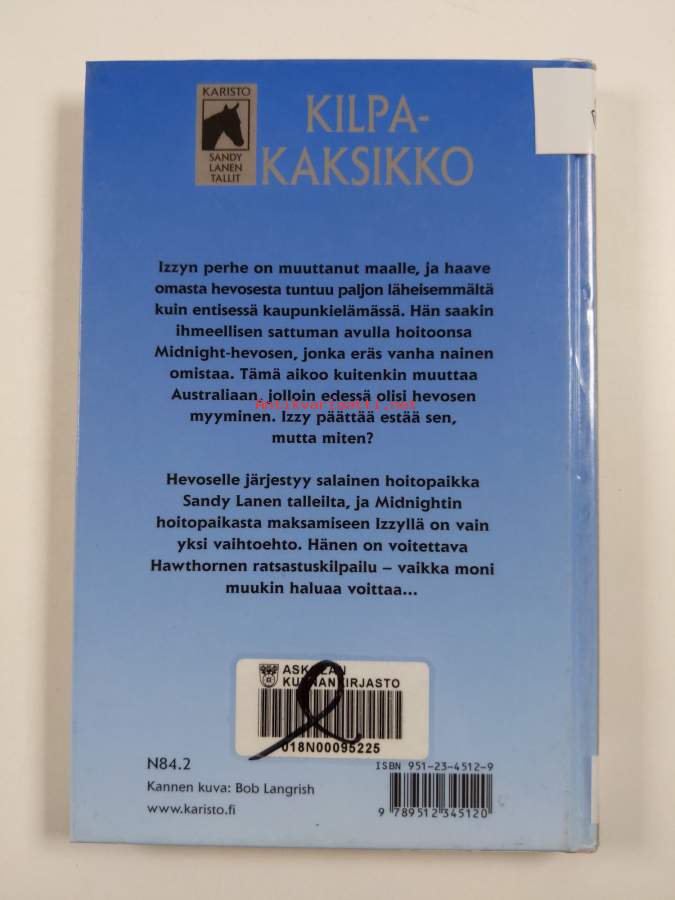 KARISTO
SANDY
LANEN
TALLIT
KILPA-
KAKSIKKO
Izzyn perhe on muuttanut maalle, ja haave
omasta hevosesta tuntuu paljon läheisemmältä
kuin entisessä kaupunkielämässä. Hän saakin
ihmeellisen sattuman avulla hoitoonsa
Midnight-hevosen, jonka eräs vanha nainen
omistaa. Tämä aikoo kuitenkin muuttaa
Australiaan, jolloin edessä olisi hevosen
Antikvariaatti.net
myyminen. Izzy päättää estää sen,
mutta miten?
Hevoselle järjestyy salainen hoitopaikka
Sandy Lanen talleilta, ja Midnightin
hoitopaikasta maksamiseen Izzyllä on vain
yksi vaihtoehto. Hänen on voitettava
Hawthornen ratsastuskilpailu – vaikka moni
muukin haluaa voittaa...
ASKOLAN
KUNNANKIRJASTO
018N00095225
N84.2
Kannen kuva: Bob Langrish
www.karisto.fi
ISBN 951-23-4512-9
9 789512 345120